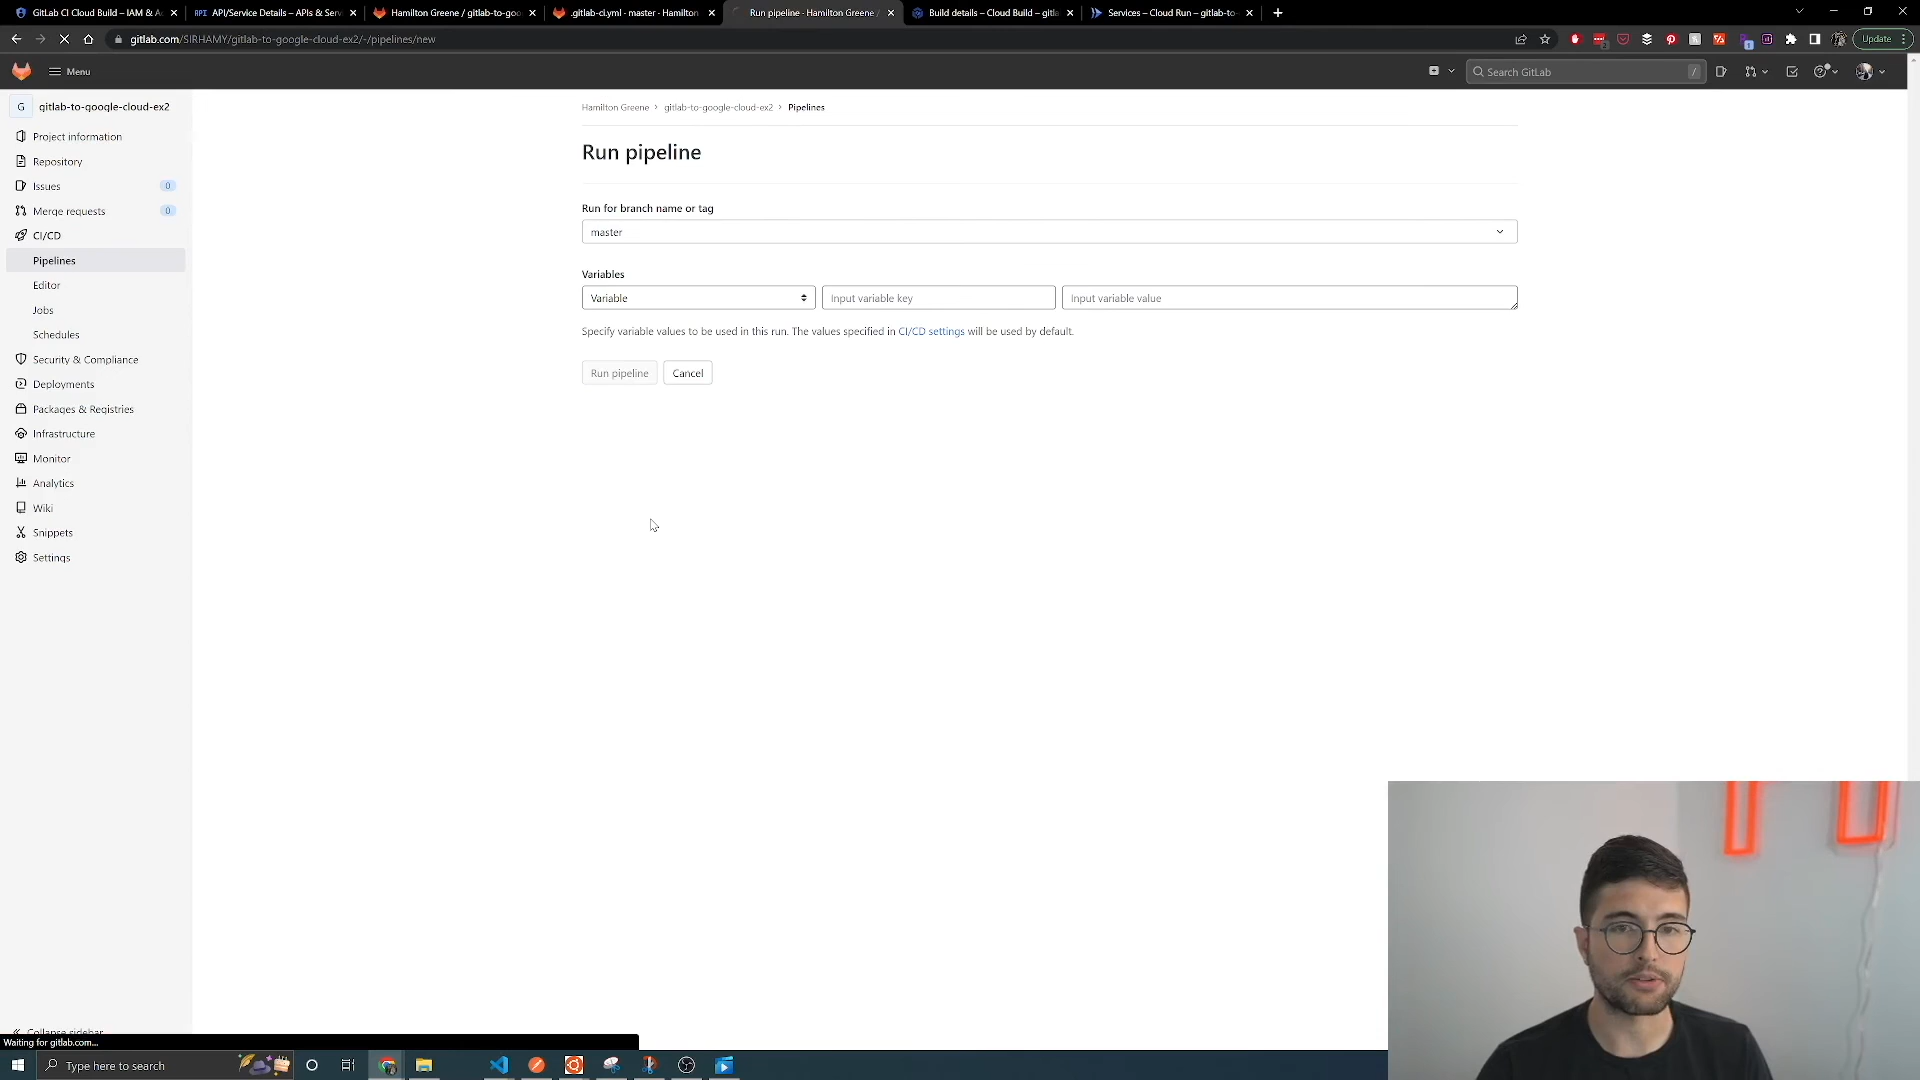 GitLab CI Cloud Build – IAM & A
API API/Service Details – APIs & Serv
Hamilton Greene / gitlab-to-goo
.gitlab-ci.yml · master · Hamilton
Run pipeline · Hamilton Greene /
Build details – Cloud Build – gitla
Services – Cloud Run – gitlab-to-
gitlab.com/SIRHAMY/gitlab-to-google-cloud-ex2/-/pipelines/new
Update
Menu
Search GitLab
/
G gitlab-to-google-cloud-ex2
Project information
Repository
Issues 0
Merge requests 0
CI/CD
Pipelines
Editor
Jobs
Schedules
Security & Compliance
Deployments
Packages & Registries
Infrastructure
Monitor
Analytics
Wiki
Snippets
Settings
Collapse sidebar
Hamilton Greene › gitlab-to-google-cloud-ex2 › Pipelines
Run pipeline
Run for branch name or tag
master
Variables
Variable
Input variable key
Input variable value
Specify variable values to be used in this run. The values specified in CI/CD settings will be used by default.
Run pipeline
Cancel
Waiting for gitlab.com...
Type here to search